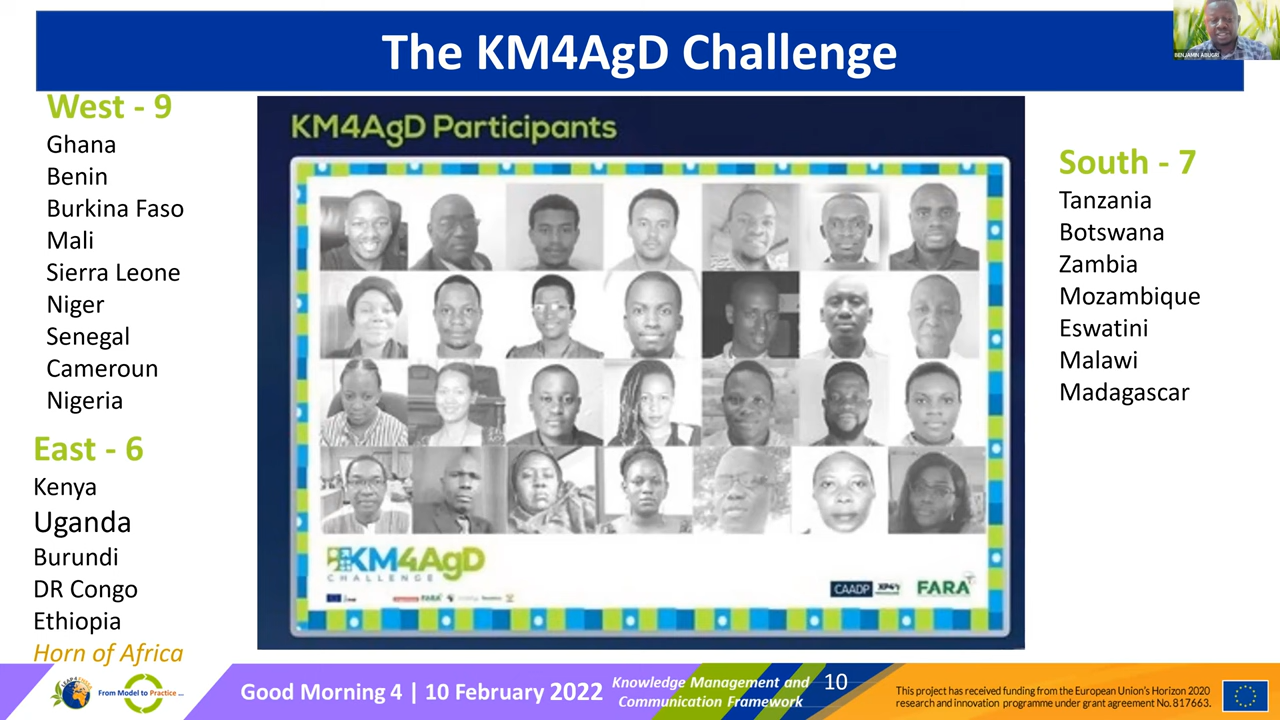 The KM4AgD Challenge
BENJAMIN ABUGRI
West - 9
Ghana
Benin
Burkina Faso
Mali
Sierra Leone
Niger
Senegal
Cameroun
Nigeria
East - 6
Kenya
Uganda
Burundi
DR Congo
Ethiopia
Horn of Africa
KM4AgD Participants
KM4AgD
CHALLENGE
FARA
CAADP
XP4
FARA
South - 7
Tanzania
Botswana
Zambia
Mozambique
Eswatini
Malawi
Madagascar
From Model to Practice ...
Good Morning 4 | 10 February 2022
Knowledge Management and
Communication Framework
10
This project has received funding from the European Union's Horizon 2020
research and innovation programme under grant agreement No. 817663.